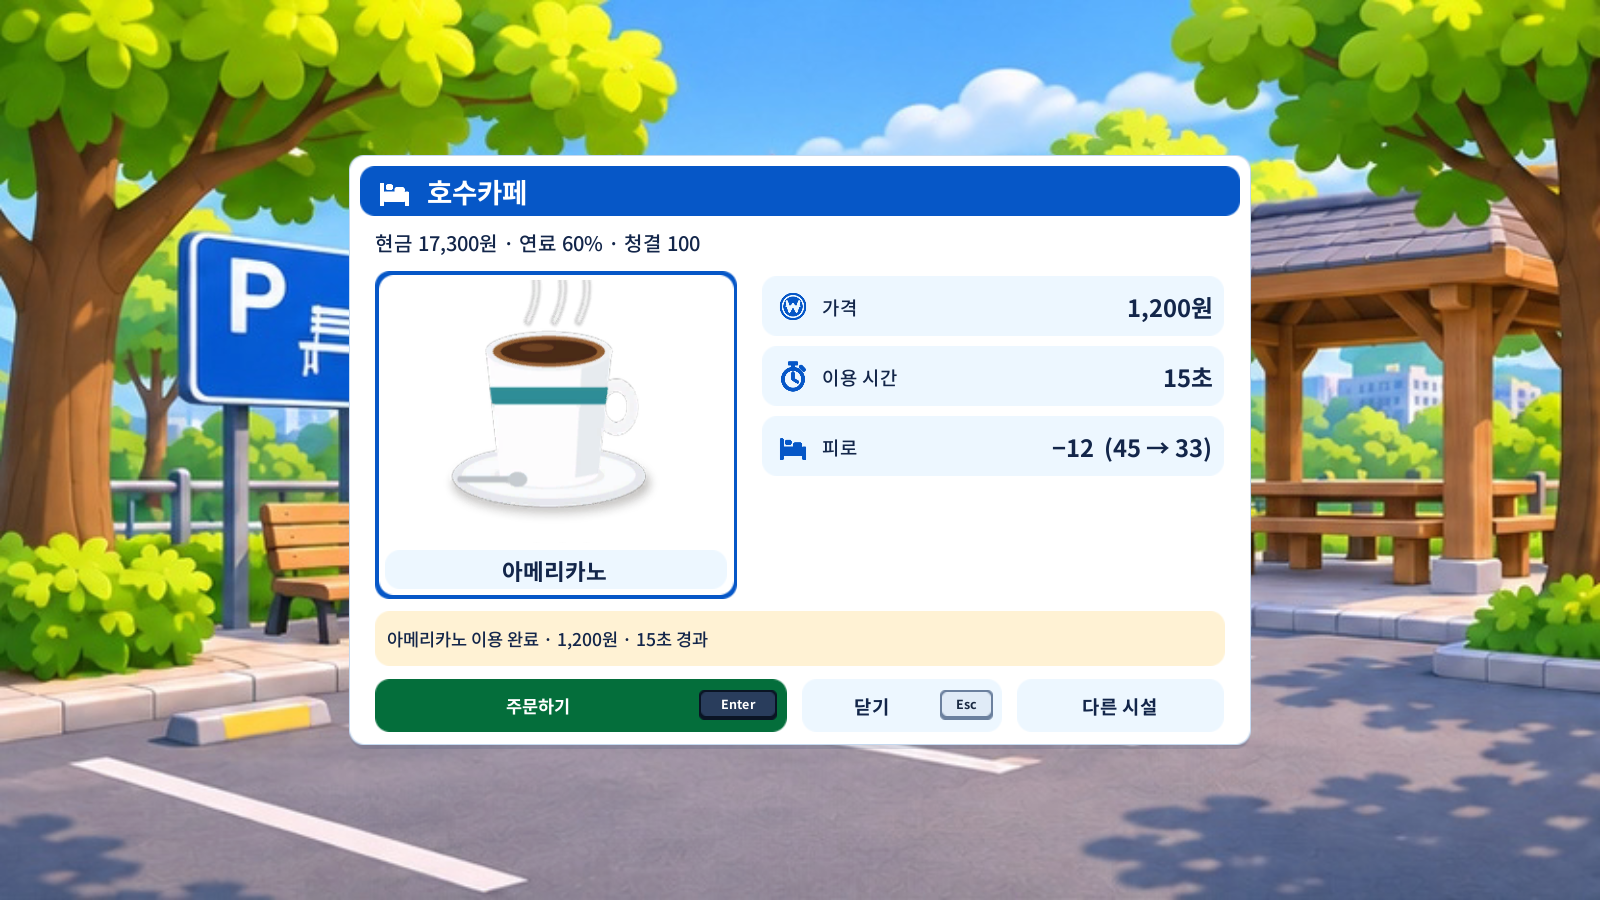 호수카페
현금 17,300원 · 연료 60% · 청결 100
P
가격 1,200원
이용 시간 15초
피로 −12 (45 → 33)
아메리카노
아메리카노 이용 완료 · 1,200원 · 15초 경과
주문하기 Enter
닫기 Esc
다른 시설